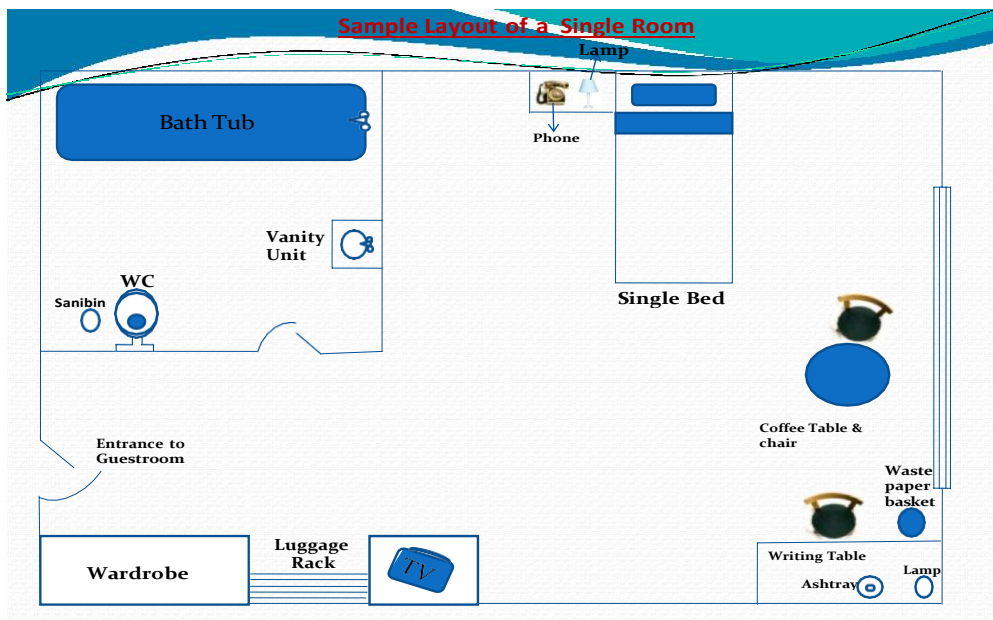 Sample Layout of a Single Room
Lamp
Bath Tub
Phone
Vanity
Unit
WC
Sanibin
Single Bed
Coffee Table &
chair
Entrance to
Guestroom
Waste
paper
basket
Luggage
Rack
Wardrobe
TV
Writing Table
Ashtray
Lamp